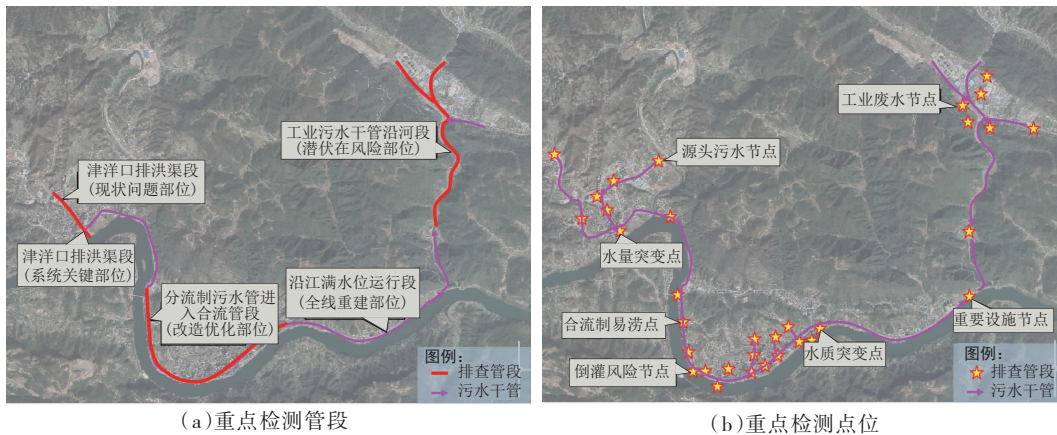 工业污水干管沿河段
(潜伏在风险部位)
津洋口排洪渠段
(现状问题部位)
津洋口排洪渠段
(系统关键部位)
分流制污水管进
入合流管段
(改造优化部位)
沿江满水位运行段
(全线重建部位)
图例：
排查管段
污水干管
(a)重点检测管段
工业废水节点
源头污水节点
水量突变点
合流制易涝点
倒灌风险节点
水质突变点
重要设施节点
图例：
排查管段
污水干管
(b)重点检测点位